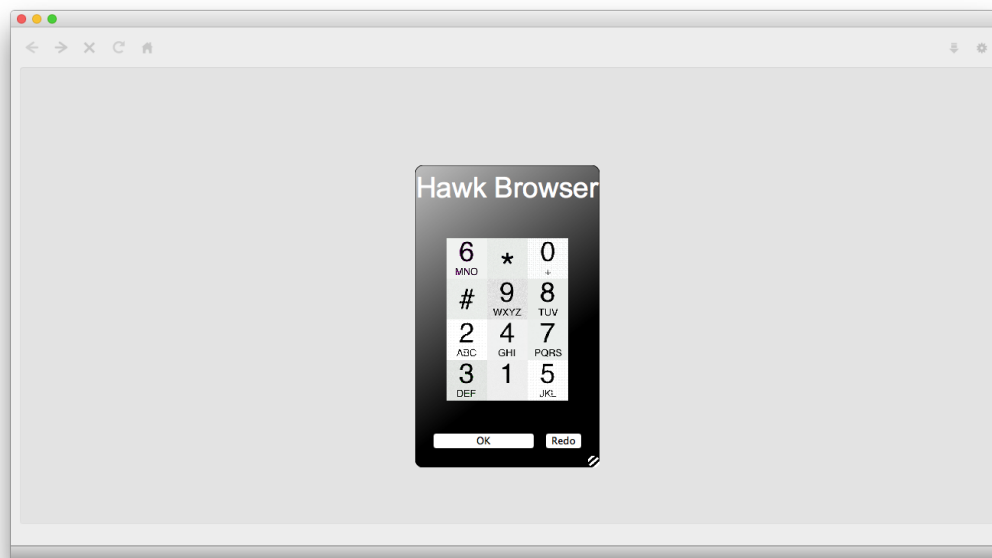 Hawk Browser
6 * 0
MNO +
# 9 8
WXYZ TUV
2 4 7
ABC GHI PQRS
3 1 5
DEF JKL
OK Redo